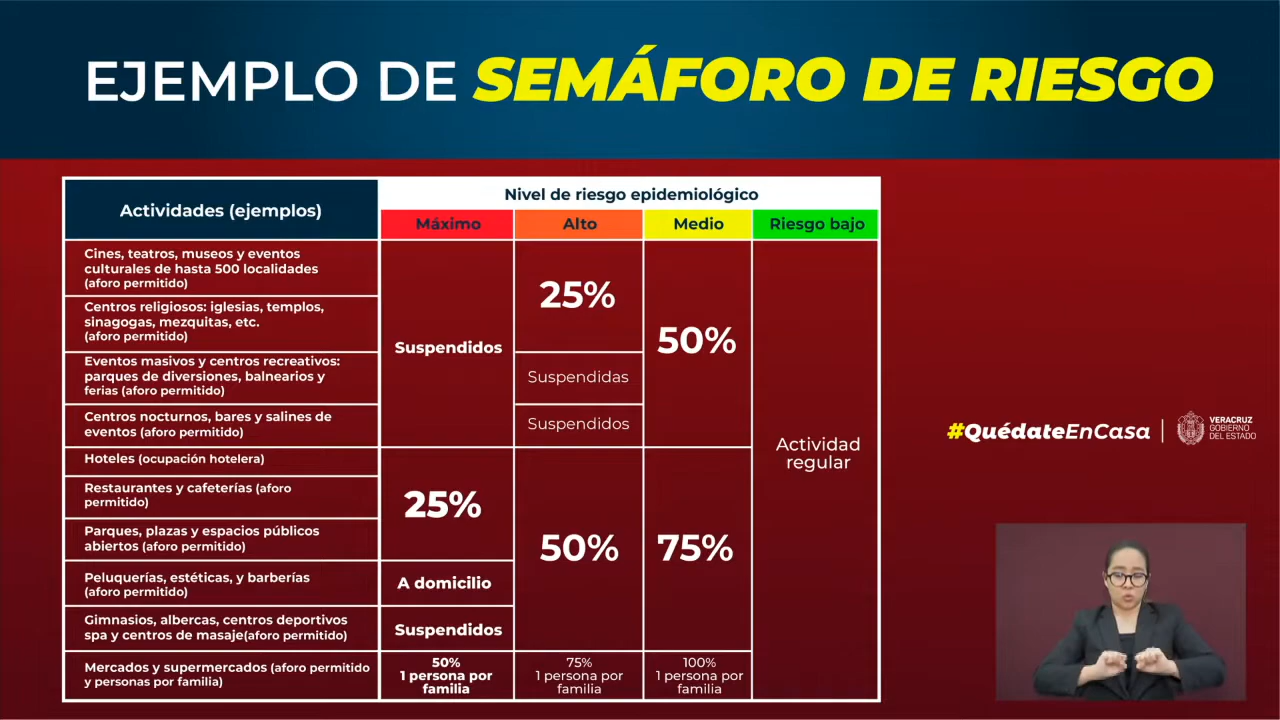 EJEMPLO DE SEMÁFORO DE RIESGO
Actividades (ejemplos)
Nivel de riesgo epidemiológico
Máximo
Alto
Medio
Riesgo bajo
Cines, teatros, museos y eventos
culturales de hasta 500 localidades
(aforo permitido)
Centros religiosos: iglesias, templos,
sinagogas, mezquitas, etc.
(aforo permitido)
Eventos masivos y centros recreativos:
parques de diversiones, balnearios y
ferias (aforo permitido)
Centros nocturnos, bares y salines de
eventos (aforo permitido)
Hoteles (ocupación hotelera)
Restaurantes y cafeterías (aforo
permitido)
Parques, plazas y espacios públicos
abiertos (aforo permitido)
Peluquerías, estéticas, y barberías
(aforo permitido)
Gimnasios, albercas, centros deportivos
spa y centros de masaje(aforo permitido)
Mercados y supermercados (aforo permitido
y personas por familia)
Suspendidos
25%
A domicilio
Suspendidos
50%
1 persona por
familia
25%
Suspendidas
Suspendidos
50%
75%
1 persona por
familia
50%
75%
100%
1 persona por
familia
Actividad
regular
#QuédateEnCasa
VERACRUZ
GOBIERNO
DEL ESTADO